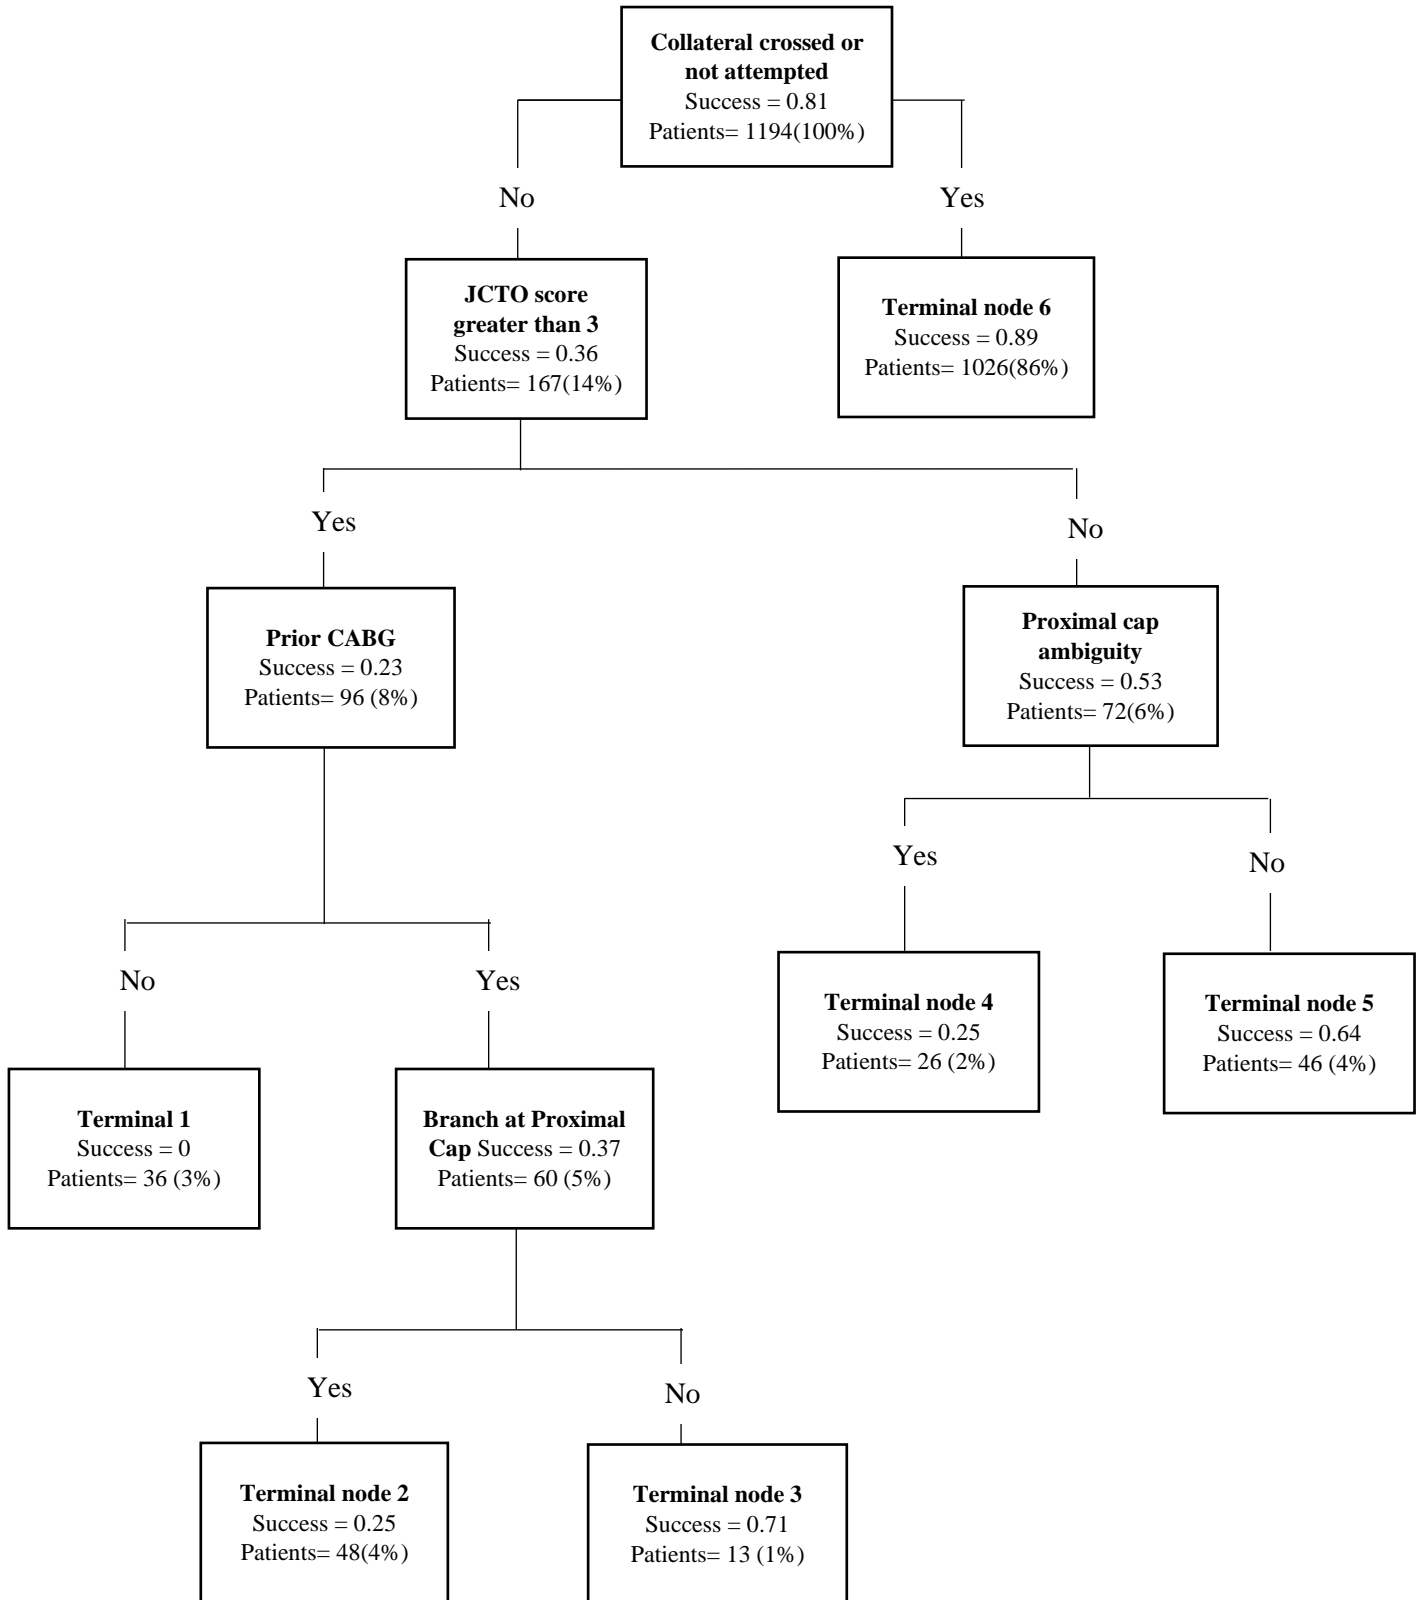 Collateral crossed or
not attempted
Success = 0.81
Patients= 1194(100%)
No
Yes
JCTO score
greater than 3
Success = 0.36
Patients= 167(14%)
Terminal node 6
Success = 0.89
Patients= 1026(86%)
Yes
No
Prior CABG
Success = 0.23
Patients= 96 (8%)
Proximal cap
ambiguity
Success = 0.53
Patients= 72(6%)
Yes
No
No
Yes
Terminal node 4
Success = 0.25
Patients= 26 (2%)
Terminal node 5
Success = 0.64
Patients= 46 (4%)
Terminal 1
Success = 0
Patients= 36 (3%)
Branch at Proximal
Cap Success = 0.37
Patients= 60 (5%)
Yes
No
Terminal node 2
Success = 0.25
Patients= 48(4%)
Terminal node 3
Success = 0.71
Patients= 13 (1%)